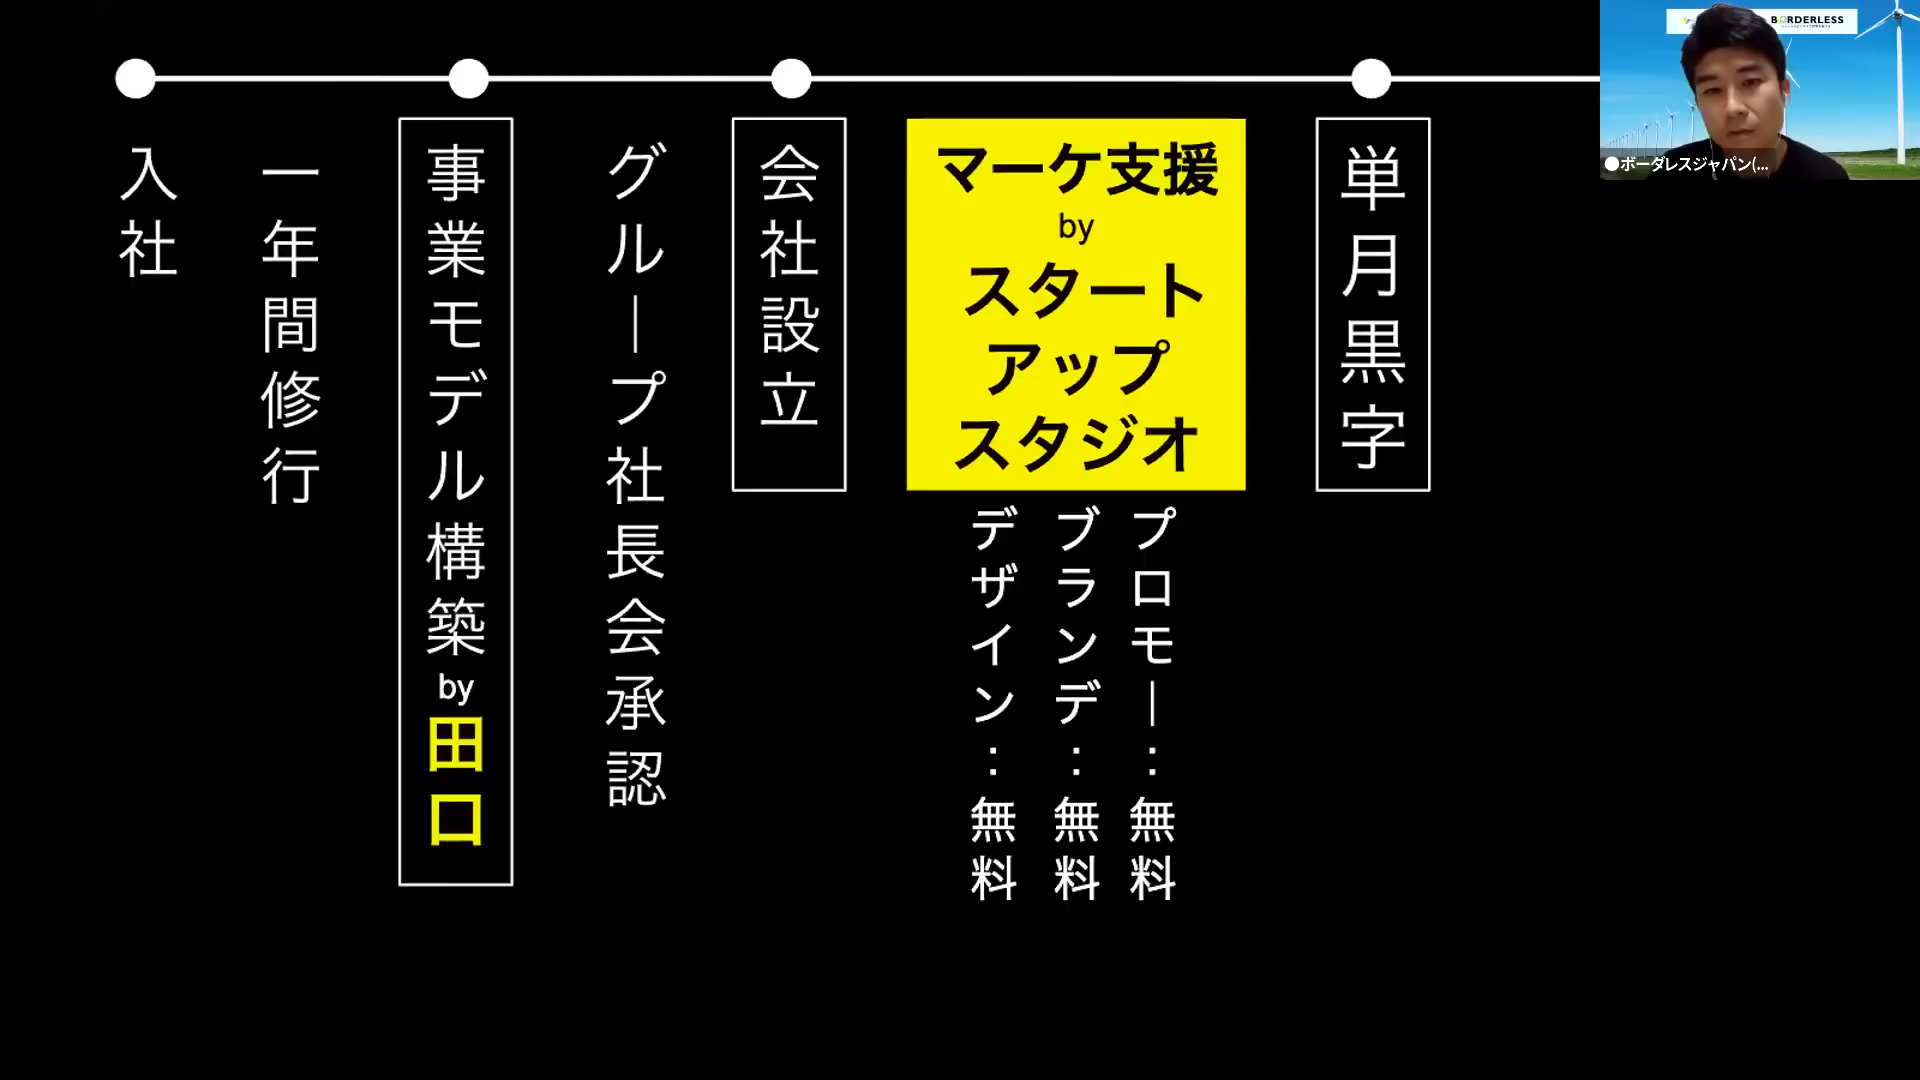 入社
一年間修行
事業モデル構築by田口
グループ社長会承認
会社設立
マーケ支援
by
スタート
アップ
スタジオ
デザイン：無料
ブランデ：無料
プロモー：無料
単月黒字
BORDERLESS
●ボーダレスジャパン(...